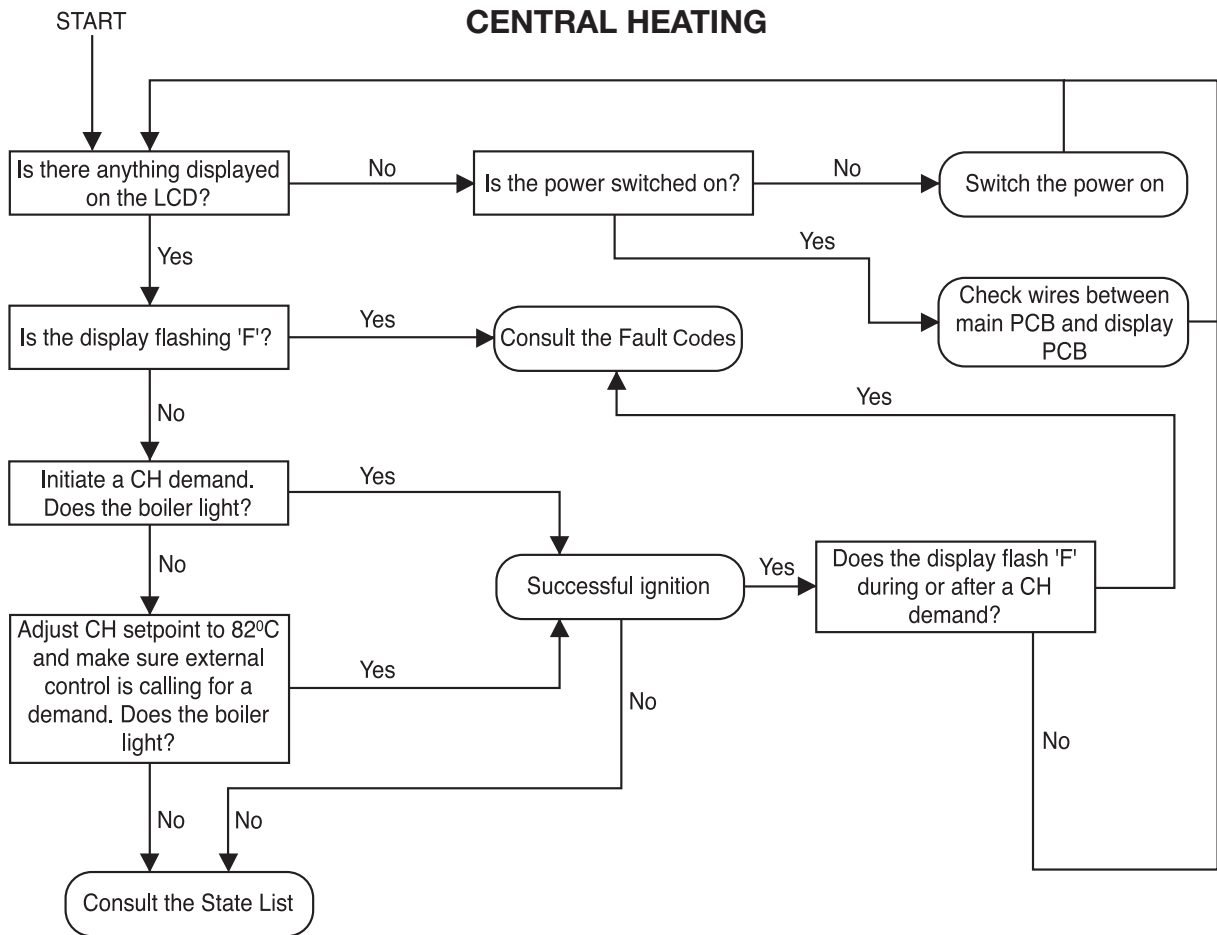 START
CENTRAL HEATING
Is there anything displayed
on the LCD?
No
Is the power switched on?
No
Switch the power on
Yes
Yes
Is the display flashing 'F'?
Yes
Consult the Fault Codes
Check wires between
main PCB and display
PCB
No
Yes
Initiate a CH demand.
Does the boiler light?
Yes
No
Successful ignition
Yes
Does the display flash 'F'
during or after a CH
demand?
Adjust CH setpoint to 82⁰C
and make sure external
control is calling for a
demand. Does the boiler
light?
Yes
No
No
No
No
Consult the State List